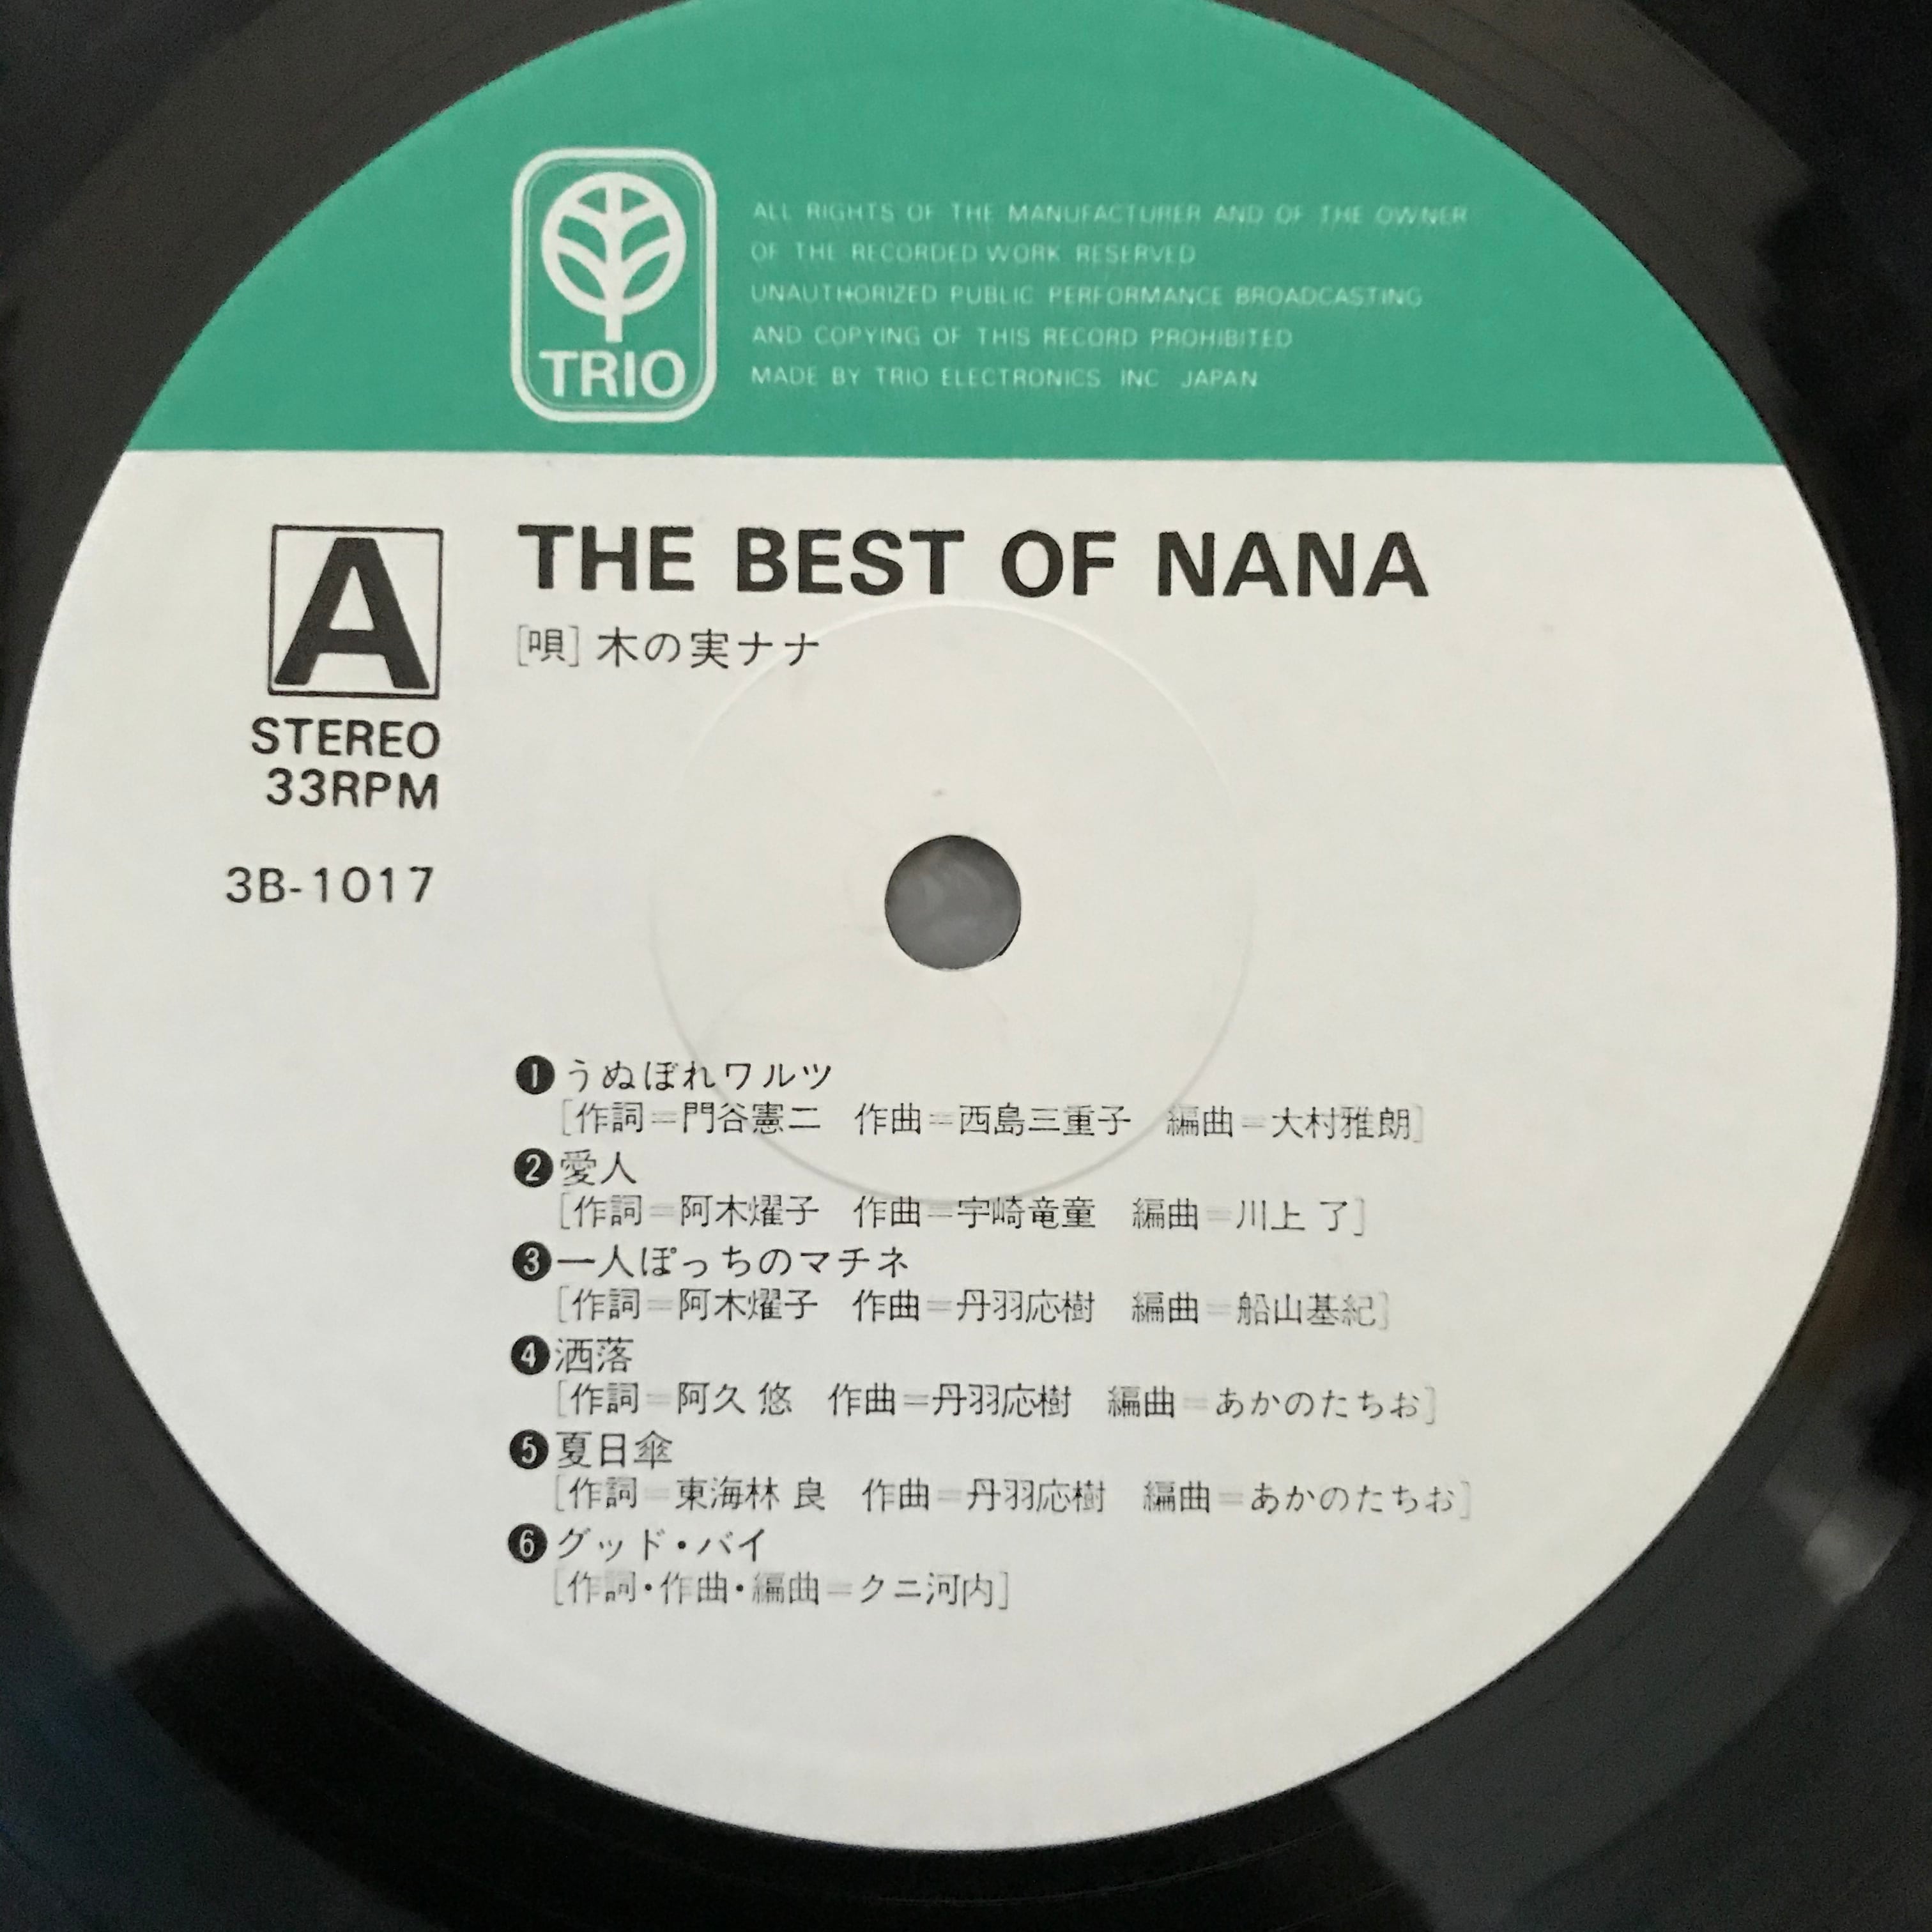 TRIO
ALL RIGHTS OF THE MANUFACTURER AND OF THE OWNER
OF THE RECORDED WORK RESERVED
UNAUTHORIZED PUBLIC PERFORMANCE BROADCASTING
AND COPYING OF THIS RECORD PROHIBITED
MADE BY TRIO ELECTRONICS INC JAPAN
A
STEREO
33RPM
3B-1017
THE BEST OF NANA
[唄] 木の実ナナ
❶うぬぼれワルツ
[作詞=門谷憲二 作曲=西島三重子 編曲=大村雅朗]
❷愛人
[作詞=阿木燿子 作曲=宇崎竜童 編曲=川上 了]
❸一人ぽっちのマチネ
[作詞=阿木燿子 作曲=丹羽応樹 編曲=船山基紀]
❹洒落
[作詞=阿久 悠 作曲=丹羽応樹 編曲=あかのたちお]
❺夏日傘
[作詞=東海林 良 作曲=丹羽応樹 編曲=あかのたちお]
❻グッド・バイ
[作詞・作曲・編曲=クニ河内]